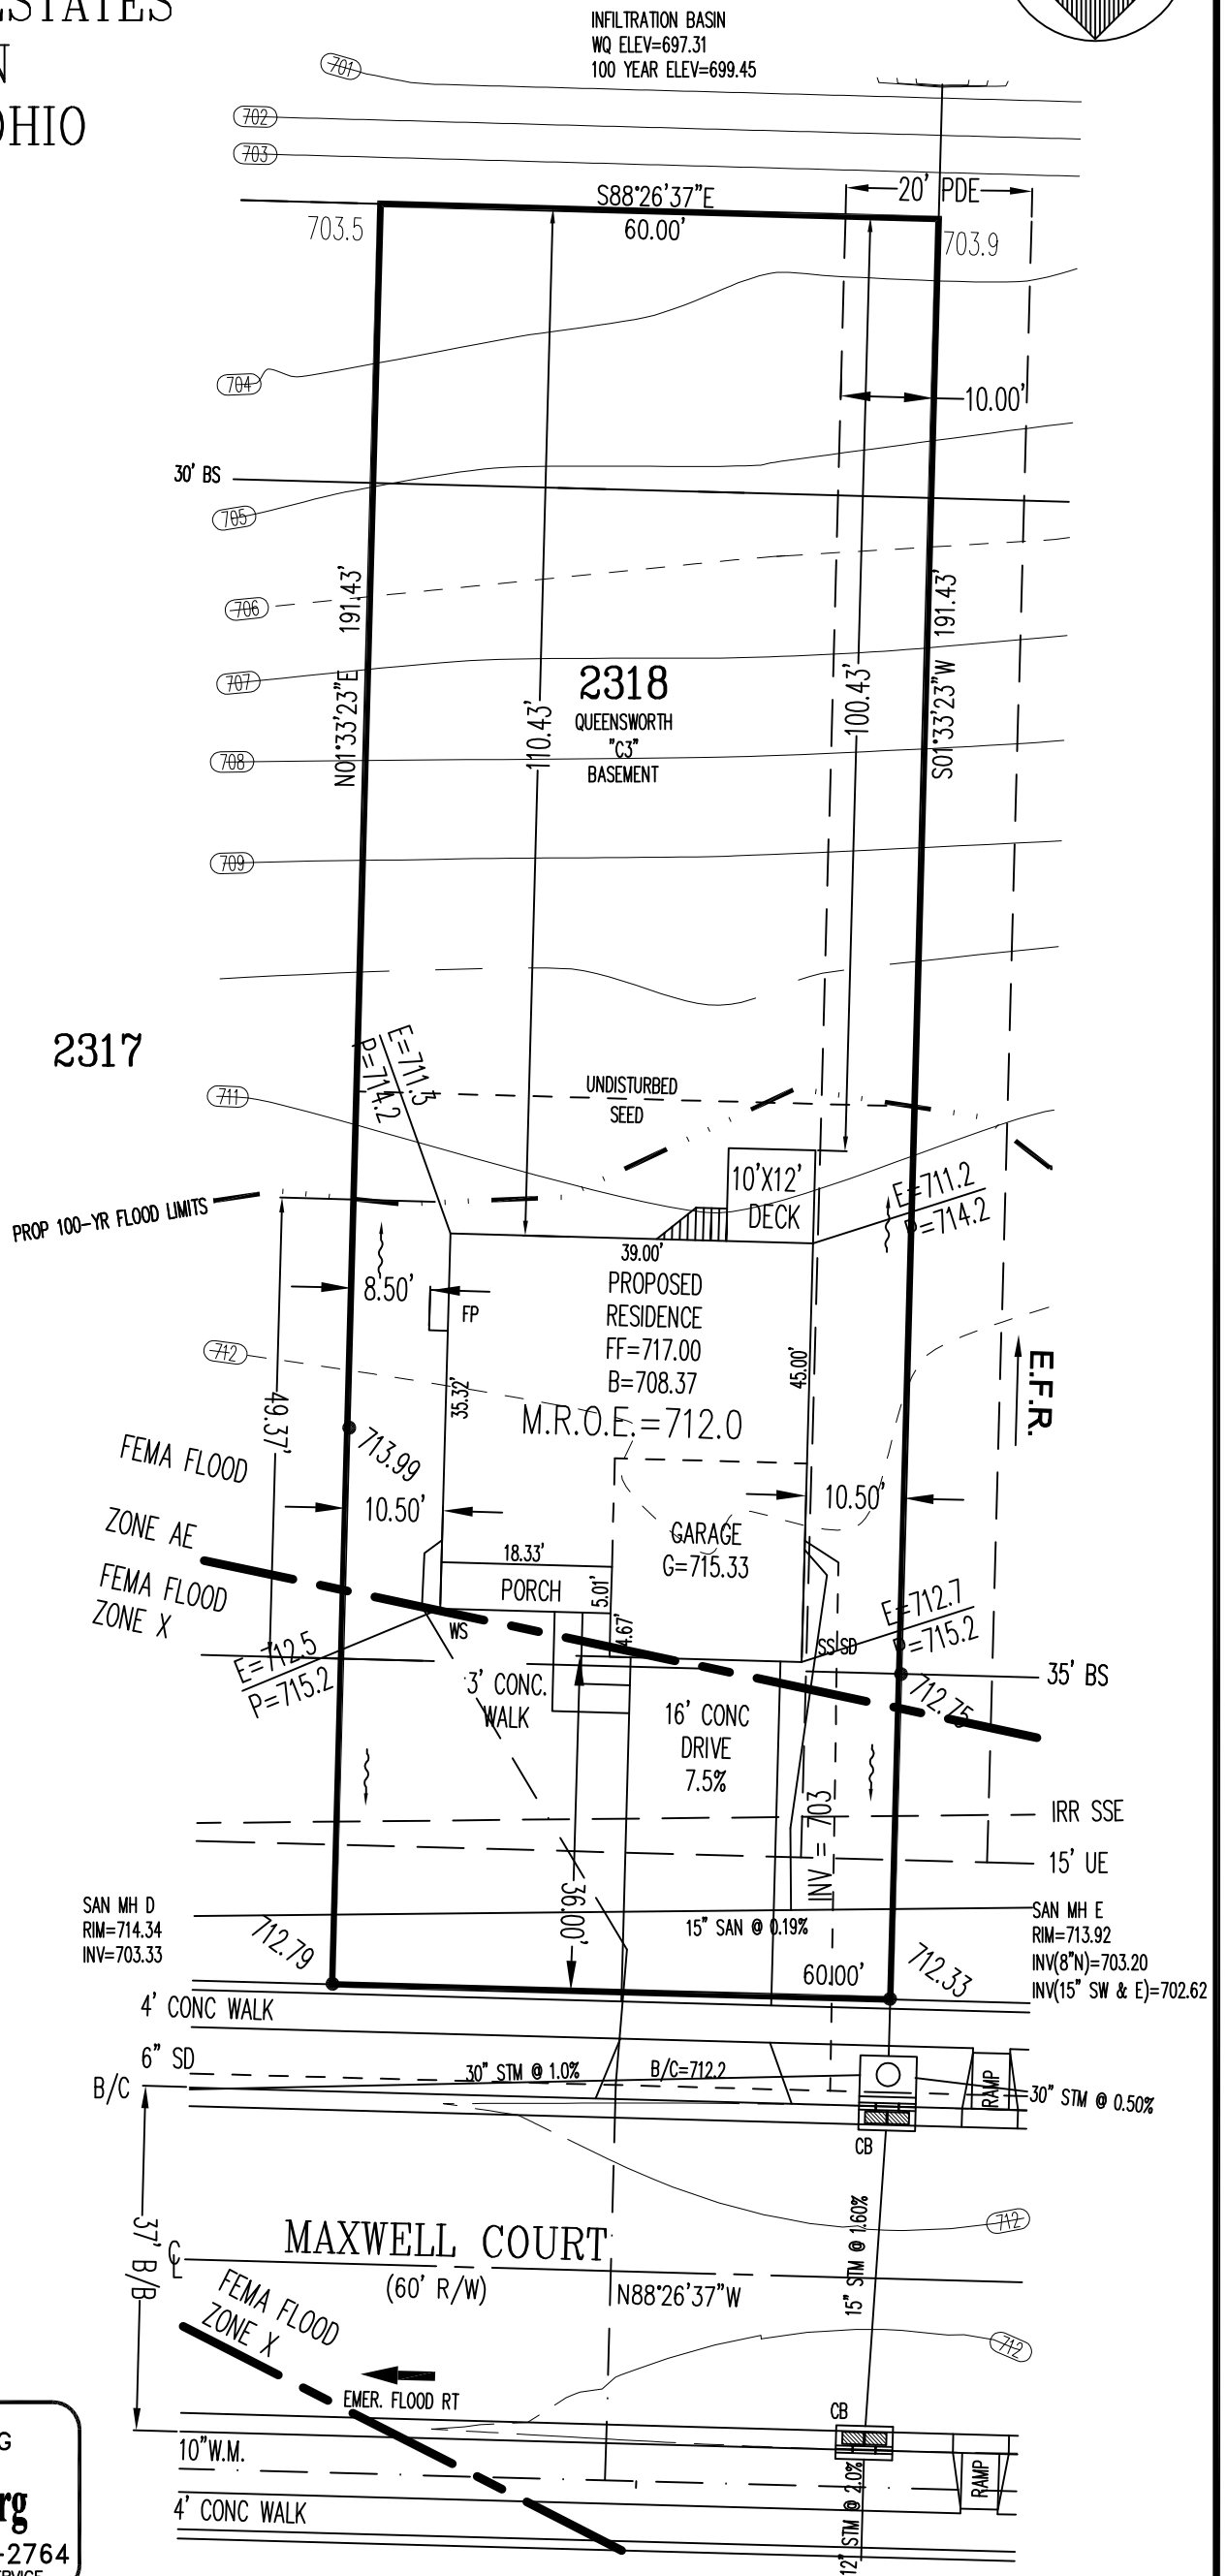 ESTATES
N
OHIO
INFILTRATION BASIN
WQ ELEV=697.31
100 YEAR ELEV=699.45
701
702
703
S88°26'37"E
60.00'
20' PDE
703.5
703.9
704
10.00'
30' BS
705
706
707
N01°33'23"E 191.43'
S01°33'23"W 191.43'
110.43'
100.43'
2318
QUEENSWORTH
"C3"
BASEMENT
708
709
2317
E=711.3
P=714.2
711
UNDISTURBED
SEED
10'X12'
DECK
E=711.2
P=714.2
PROP 100-YR FLOOD LIMITS
39.00'
PROPOSED
RESIDENCE
FF=717.00
B=708.37
M.R.O.E.=712.0
8.50'
FP
712
49.37'
35.32'
45.00'
E.F.R.
713.99
FEMA FLOOD
ZONE AE
FEMA FLOOD
ZONE X
10.50'
10.50'
GARAGE
G=715.33
18.33'
PORCH
5.01'
4.67'
WS
SS SD
E=712.5
P=715.2
E=712.7
P=715.2
35' BS
712.75
3' CONC.
WALK
16' CONC
DRIVE
7.5%
INV = 703
IRR SSE
15' UE
36.00'
SAN MH D
RIM=714.34
INV=703.33
712.79
15" SAN @ 0.19%
SAN MH E
RIM=713.92
INV(8"N)=703.20
INV(15" SW & E)=702.62
60.00'
712.33
4' CONC WALK
6" SD
B/C
30" STM @ 1.0%
B/C=712.2
RAMP
30" STM @ 0.50%
CB
712
37' B/B
15" STM @ 1.60%
MAXWELL COURT
CL
(60' R/W)
N88°26'37"W
FEMA FLOOD
ZONE X
712
EMER. FLOOD RT
CB
10"W.M.
RAMP
4' CONC WALK
12" STM @ 2.0%
G
rg
-2764
ERVICE